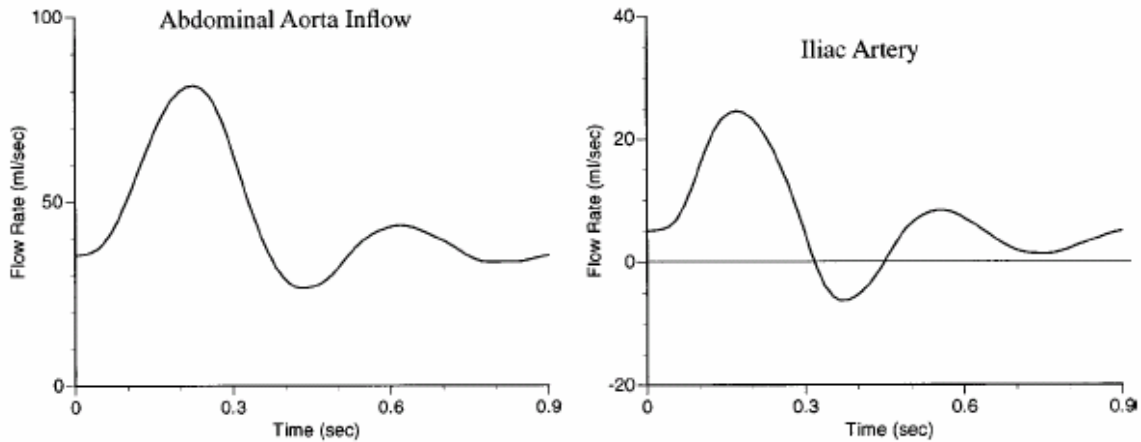 Abdominal Aorta Inflow
100
50
0
Flow Rate (ml/sec)
0 0.3 0.6 0.9
Time (sec)
Iliac Artery
40
20
0
-20
Flow Rate (ml/sec)
0 0.3 0.6 0.9
Time (sec)